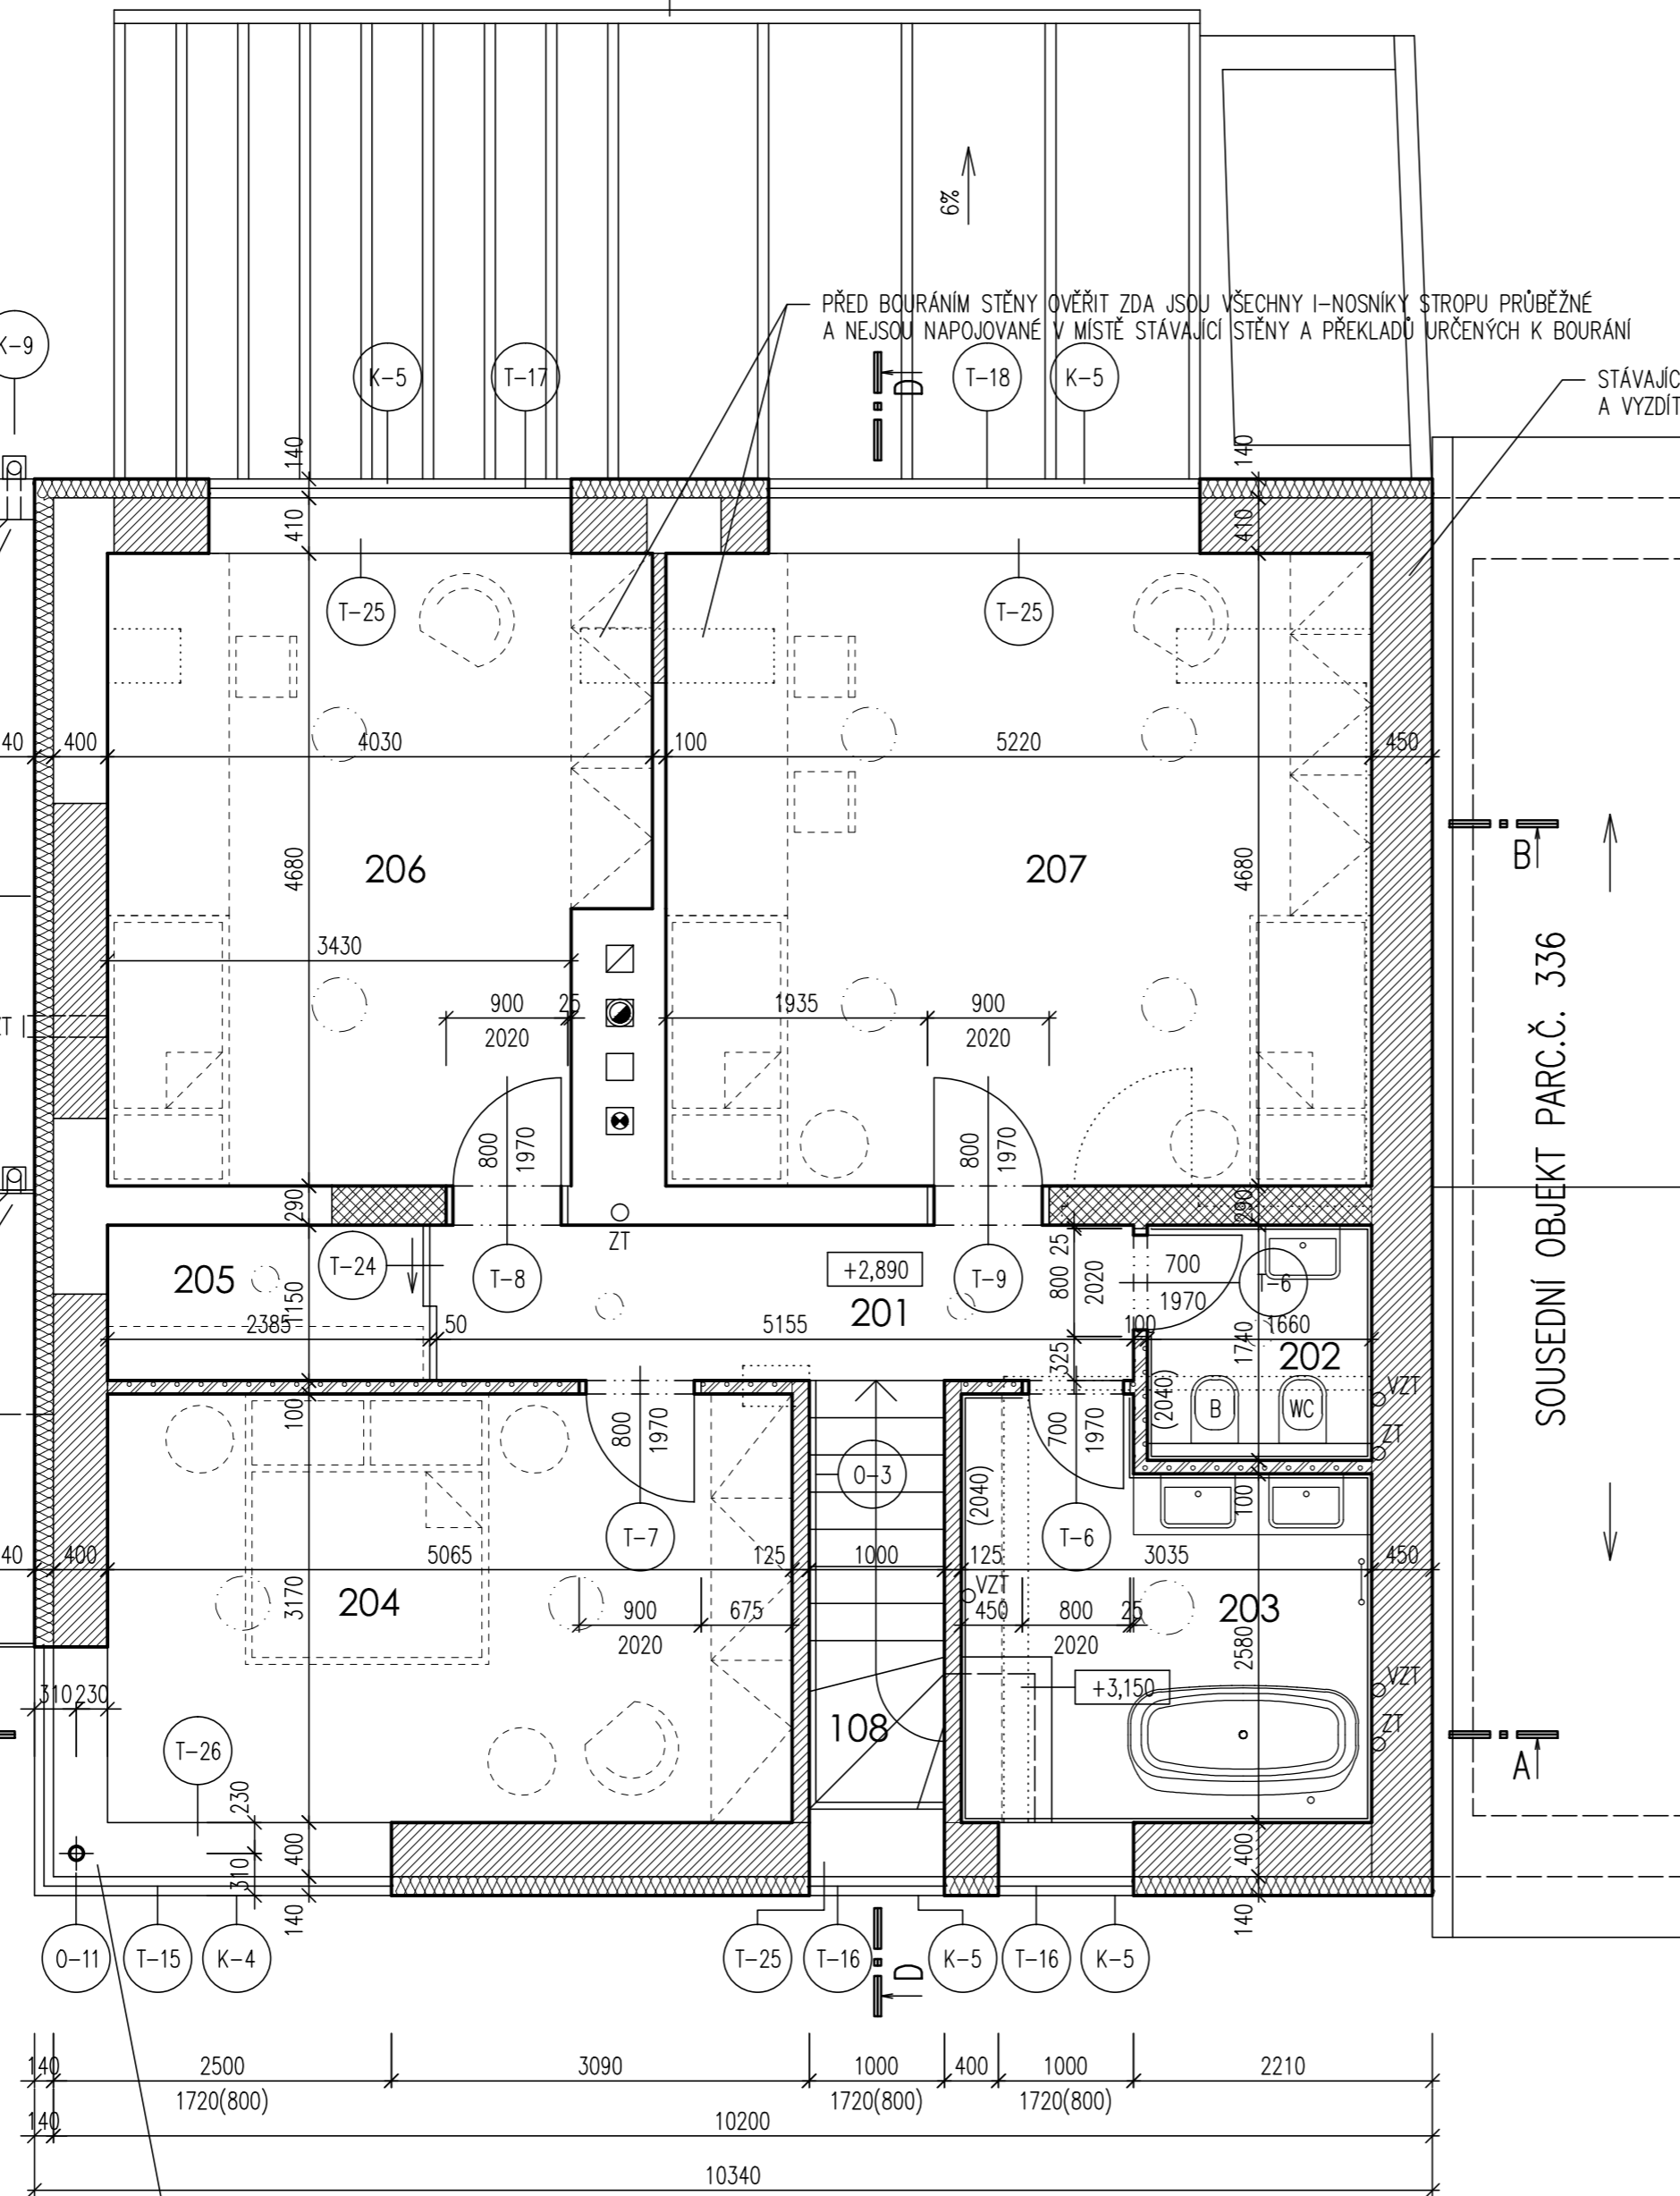 6%
PŘED BOURÁNÍM STĚNY OVĚŘIT ZDA JSOU VŠECHNY I-NOSNÍKY STROPU PRŮBĚŽNÉ
A NEJSOU NAPOJOVANÉ V MÍSTĚ STÁVAJÍCÍ STĚNY A PŘEKLADŮ URČENÝCH K BOURÁNÍ
K-9
K-5
T-17
D
T-18
K-5
STÁVAJÍC
A VYZDÍT
140
140
410
410
T-25
T-25
40
400
4030
100
5220
450
4680
206
207
4680
B
3430
900
25
2020
1935
900
2020
ZT
SOUSEDNÍ OBJEKT PARC.Č. 336
800
1970
800
1970
290
290
ZT
205
T-24
T-8
+2,890
T-9
800
25
2020
700
1970
T-6
1150
2385
50
5155
201
100
1660
325
1740
202
100
800
1970
O-3
700
1970
(2040)
(2040)
B
WC
VZT
ZT
100
T-7
T-6
40
400
5065
125
1000
125
3035
450
3170
204
900
675
2020
VZT
450
800
25
2020
203
2580
310
230
+3,150
VZT
108
ZT
T-26
A
230
310
400
140
400
140
O-11
T-15
K-4
T-25
T-16
K-5
T-16
K-5
D
140
2500
3090
1000
400
1000
2210
1720(800)
1720(800)
1720(800)
140
10200
10340